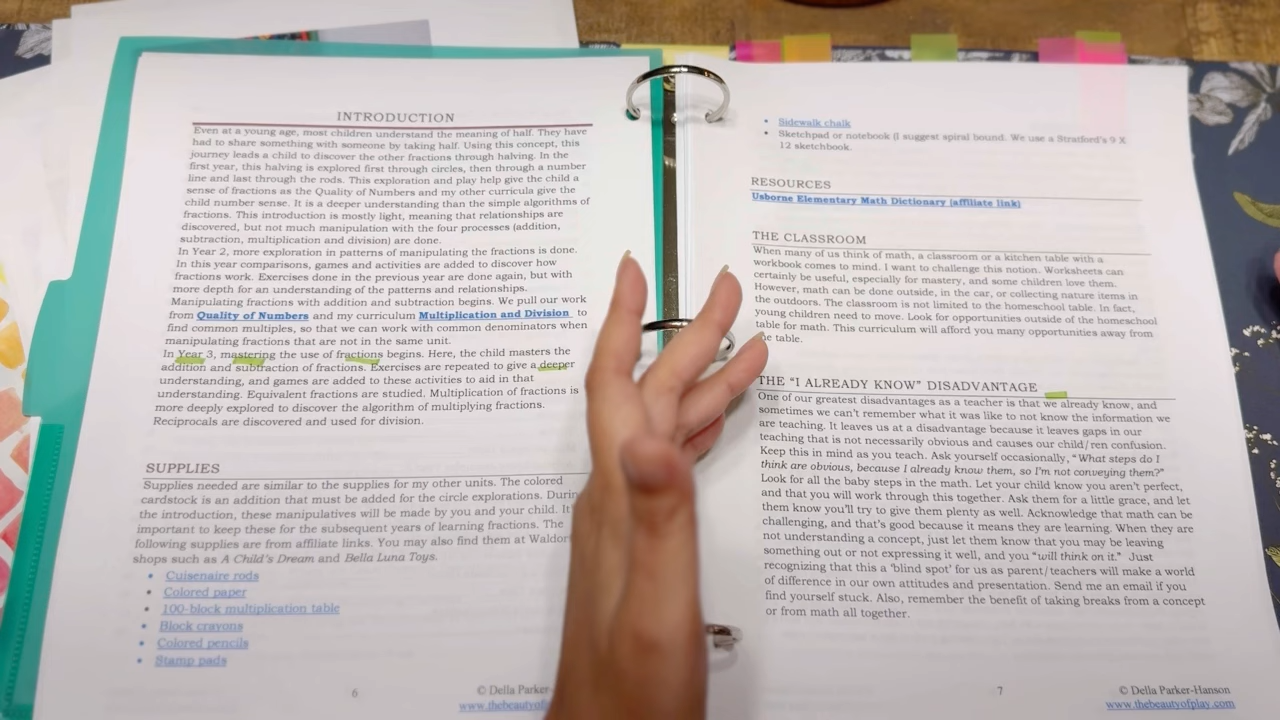 INTRODUCTION
Even at a young age, most children understand the meaning of half. They have
had to share something with someone by taking half. Using this concept, this
journey leads a child to discover the other fractions through halving. In the
first year, this halving is explored first through circles, then through a number
line and last through the rods. This exploration and play help give the child a
sense of fractions as the Quality of Numbers and my other curricula give the
child number sense. It is a deeper understanding than the simple algorithms of
fractions. This introduction is mostly light, meaning that relationships are
discovered, but not much manipulation with the four processes (addition,
subtraction, multiplication and division) are done.
In Year 2, more exploration in patterns of manipulating the fractions is done.
In this year comparisons, games and activities are added to discover how
fractions work. Exercises done in the previous year are done again, but with
more depth for an understanding of the patterns and relationships.
Manipulating fractions with addition and subtraction begins. We pull our work
from Quality of Numbers and my curriculum Multiplication and Division to
find common multiples, so that we can work with common denominators when
manipulating fractions that are not in the same unit.
In Year 3, mastering the use of fractions begins. Here, the child masters the
addition and subtraction of fractions. Exercises are repeated to give a deeper
understanding, and games are added to these activities to aid in that
understanding. Equivalent fractions are studied. Multiplication of fractions is
more deeply explored to discover the algorithm of multiplying fractions.
Reciprocals are discovered and used for division.
SUPPLIES
Supplies needed are similar to the supplies for my other units. The colored
cardstock is an addition that must be added for the circle explorations. Durin
the introduction, these manipulatives will be made by you and your child. It
important to keep these for the subsequent years of learning fractions. The
following supplies are from affiliate links. You may also find them at Waldor
shops such as A Child's Dream and Bella Luna Toys.
• Cuisenaire rods
• Colored paper
• 100-block multiplication table
• Block crayons
• Colored pencils
• Stamp pads
6
© Della Parker-
www.thebeautyofplay
• Sidewalk chalk
• Sketchpad or notebook (I suggest spiral bound. We use a Stratford's 9 X
12 sketchbook.
RESOURCES
Usborne Elementary Math Dictionary (affiliate link)
THE CLASSROOM
When many of us think of math, a classroom or a kitchen table with a
workbook comes to mind. I want to challenge this notion. Worksheets can
certainly be useful, especially for mastery, and some children love them.
However, math can be done outside, in the car, or collecting nature items in
the outdoors. The classroom is not limited to the homeschool table. In fact,
young children need to move. Look for opportunities outside of the homeschool
table for math. This curriculum will afford you many opportunities away from
he table.
THE "I ALREADY KNOW" DISADVANTAGE
One of our greatest disadvantages as a teacher is that we already know, and
sometimes we can't remember what it was like to not know the information we
are teaching. It leaves us at a disadvantage because it leaves gaps in our
teaching that is not necessarily obvious and causes our child/ren confusion.
Keep this in mind as you teach. Ask yourself occasionally, "What steps do I
think are obvious, because I already know them, so I'm not conveying them?"
Look for all the baby steps in the math. Let your child know you aren't perfect,
and that you will work through this together. Ask them for a little grace, and let
them know you'll try to give them plenty as well. Acknowledge that math can be
challenging, and that's good because it means they are learning. When they are
not understanding a concept, just let them know that you may be leaving
something out or not expressing it well, and you "will think on it." Just
recognizing that this a 'blind spot' for us as parent/teachers will make a world
of difference in our own attitudes and presentation. Send me an email if you
find yourself stuck. Also, remember the benefit of taking breaks from a concept
or from math all together.
7
© Della Parker-Hanson
www.thebeautyofplay.com